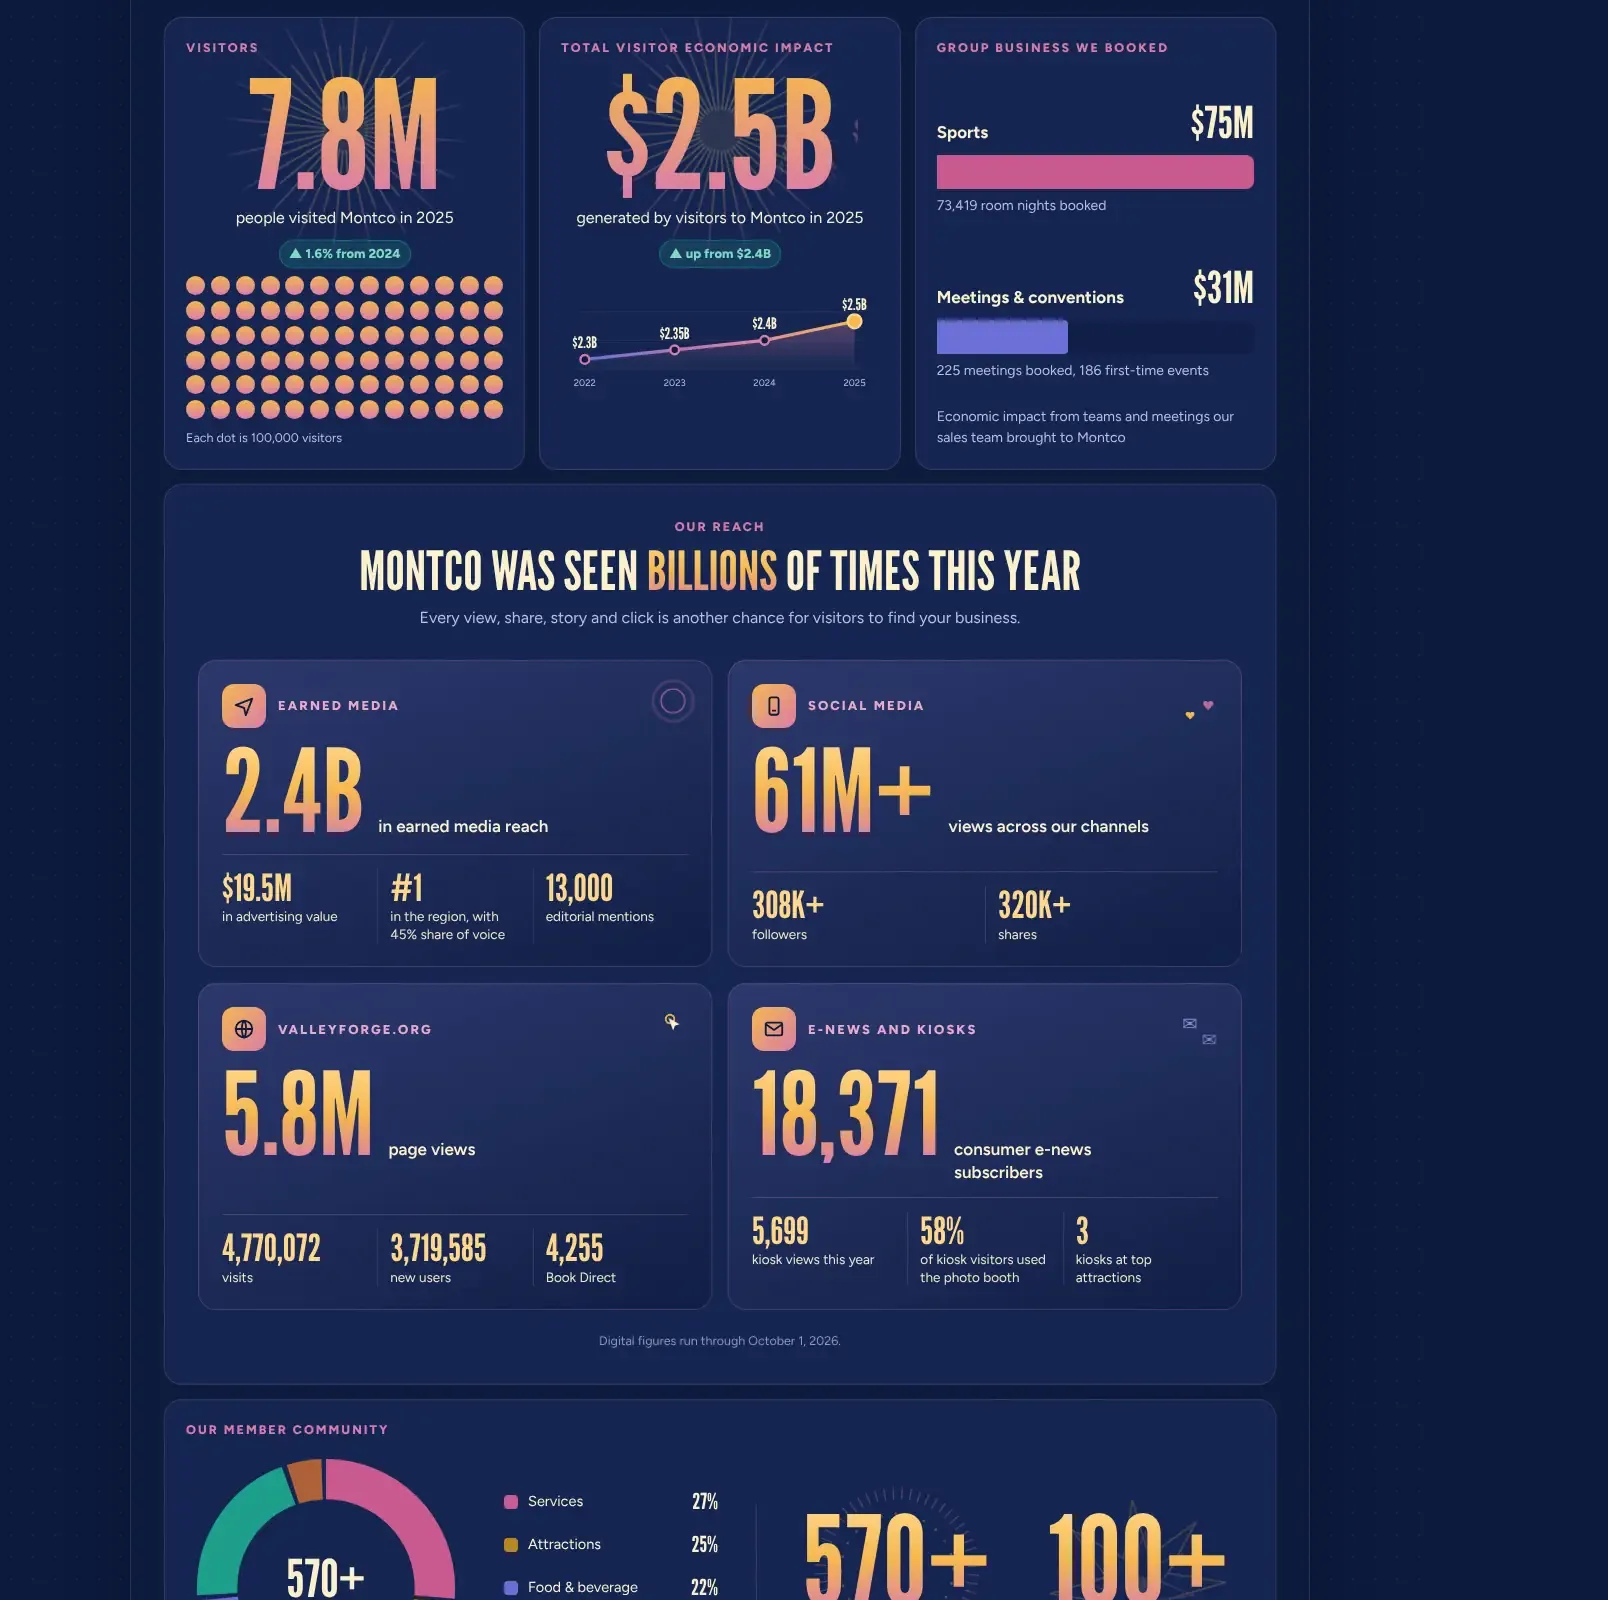 VISITORS
7.8M
people visited Montco in 2025
▲ 1.6% from 2024
Each dot is 100,000 visitors
TOTAL VISITOR ECONOMIC IMPACT
$2.5B
generated by visitors to Montco in 2025
▲ up from $2.4B
$2.3B
$2.35B
$2.4B
$2.5B
2022
2023
2024
2025
GROUP BUSINESS WE BOOKED
Sports
$75M
73,419 room nights booked
Meetings & conventions
$31M
225 meetings booked, 186 first-time events
Economic impact from teams and meetings our
sales team brought to Montco
OUR REACH
MONTCO WAS SEEN BILLIONS OF TIMES THIS YEAR
Every view, share, story and click is another chance for visitors to find your business.
EARNED MEDIA
2.4B
in earned media reach
$19.5M
in advertising value
#1
in the region, with
45% share of voice
13,000
editorial mentions
SOCIAL MEDIA
61M+
views across our channels
308K+
followers
320K+
shares
VALLEYFORGE.ORG
5.8M
page views
4,770,072
visits
3,719,585
new users
4,255
Book Direct
E-NEWS AND KIOSKS
18,371
consumer e-news
subscribers
5,699
kiosk views this year
58%
of kiosk visitors used
the photo booth
3
kiosks at top
attractions
Digital figures run through October 1, 2026.
OUR MEMBER COMMUNITY
570+
Services
27%
Attractions
25%
Food & beverage
22%
570+
100+